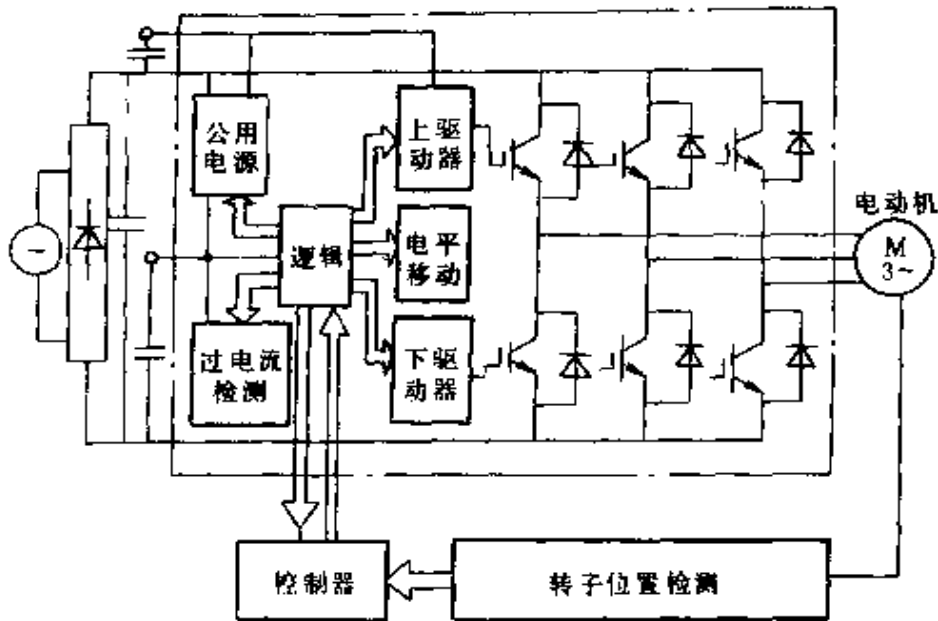 公用
电源
上驱
动器
逻辑
电平
移动
过电流
检测
下驱
动器
电动机
M
3~
~
控制器
转子位置检测